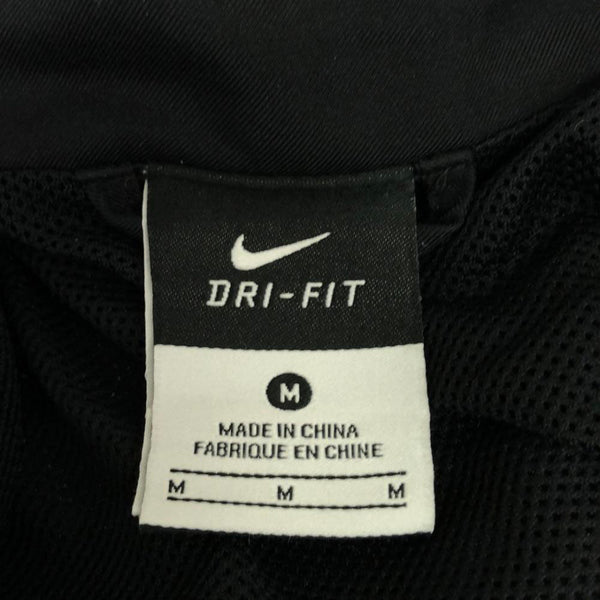 DRI-FIT
M
MADE IN CHINA
FABRIQUE EN CHINE
M M M